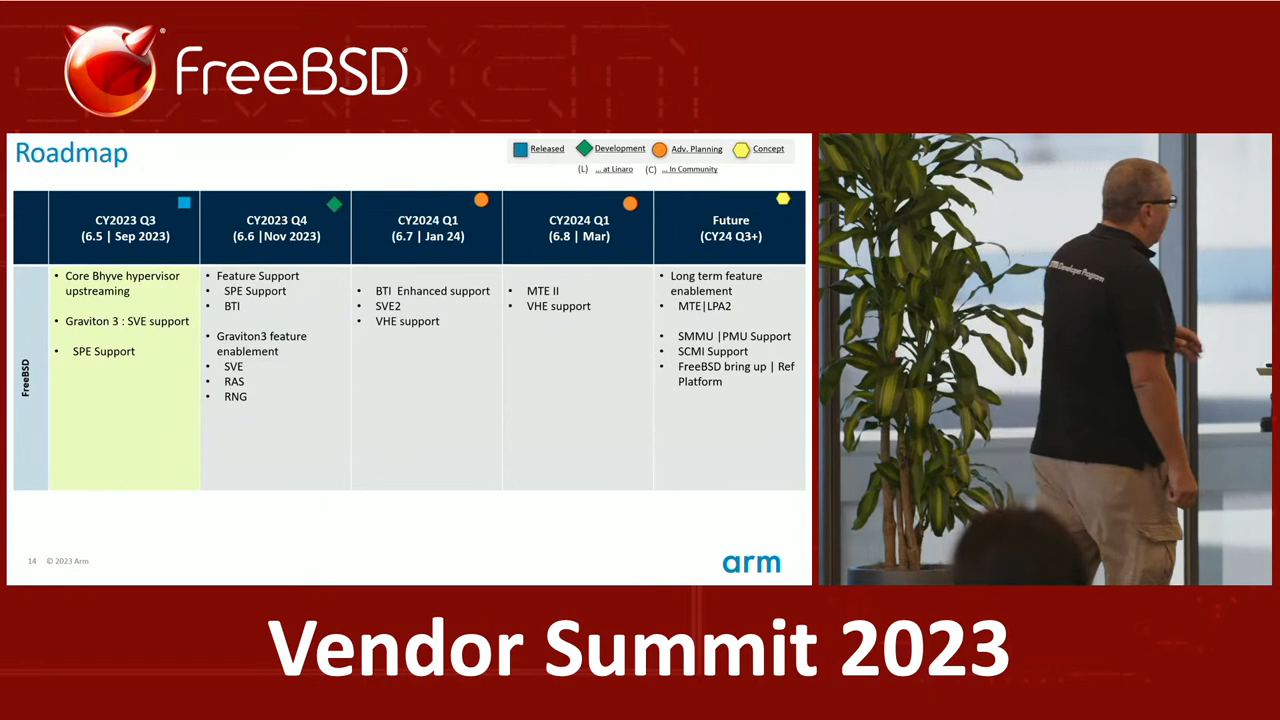 FreeBSD®
Roadmap
Released Development Adv. Planning Concept
(L) ... at Linaro (C) ... In Community
CY2023 Q3
(6.5 | Sep 2023)
CY2023 Q4
(6.6 |Nov 2023)
CY2024 Q1
(6.7 | Jan 24)
CY2024 Q1
(6.8 | Mar)
Future
(CY24 Q3+)
FreeBSD
• Core Bhyve hypervisor
upstreaming
• Graviton 3 : SVE support
• SPE Support
• Feature Support
• SPE Support
• BTI
• Graviton3 feature
enablement
• SVE
• RAS
• RNG
• BTI Enhanced support
• SVE2
• VHE support
• MTE II
• VHE support
• Long term feature
enablement
• MTE|LPA2
• SMMU |PMU Support
• SCMI Support
• FreeBSD bring up | Ref
Platform
14 © 2023 Arm
arm
Developer Program
Vendor Summit 2023